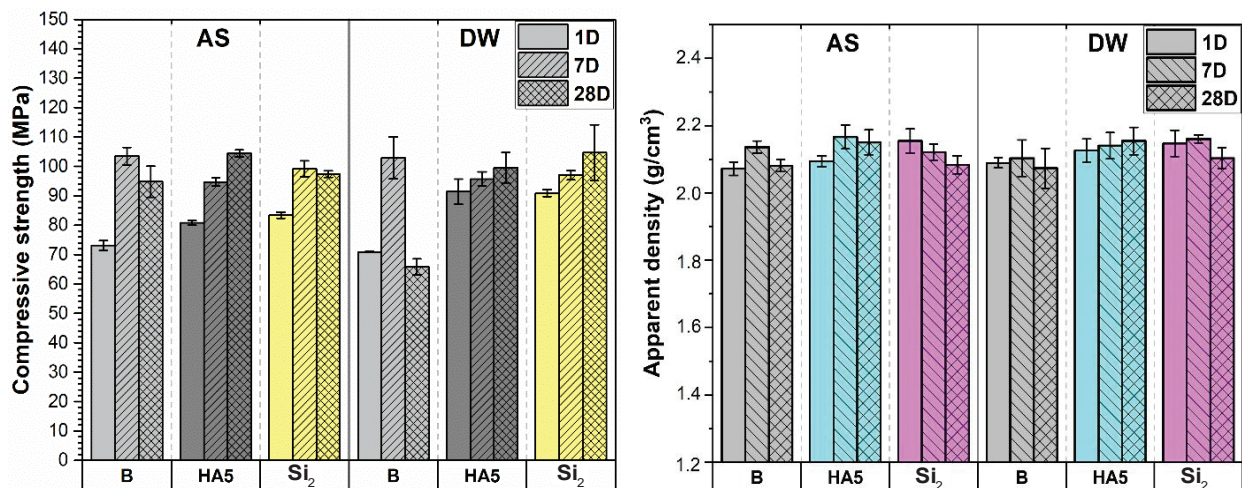 Compressive strength (MPa)
150
140
130
120
110
100
90
80
70
60
50
40
30
20
10
0
AS
DW
1D
7D
28D
B
HA5
Si₂
B
HA5
Si₂
Apparent density (g/cm³)
2.4
2.2
2.0
1.8
1.6
1.4
1.2
AS
DW
1D
7D
28D
B
HA5
Si₂
B
HA5
Si₂